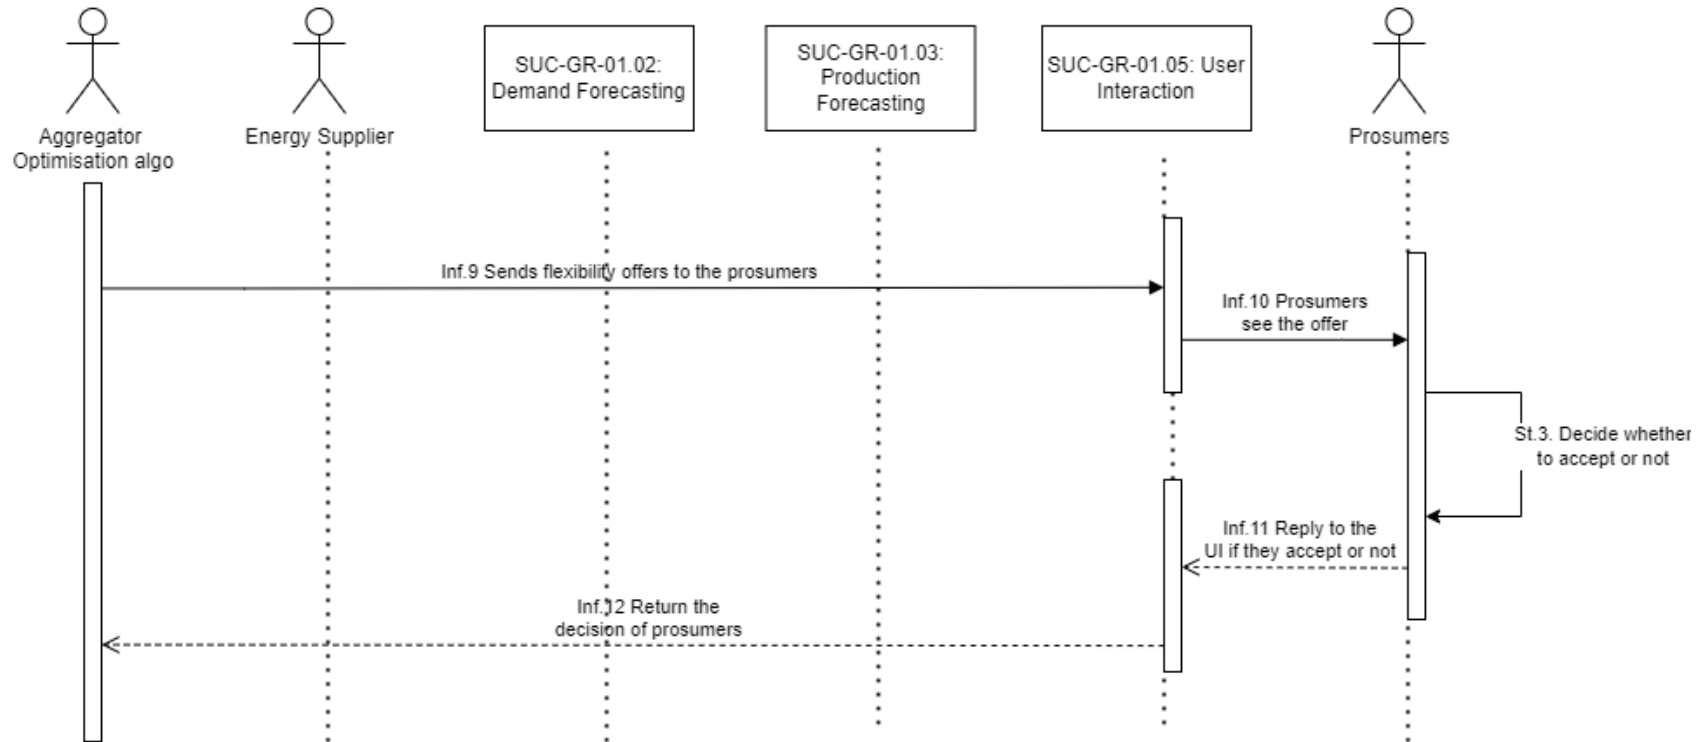 Aggregator
Optimisation algo
Energy Supplier
SUC-GR-01.02:
Demand Forecasting
SUC-GR-01.03:
Production
Forecasting
SUC-GR-01.05: User
Interaction
Prosumers
Inf.9 Sends flexibility offers to the prosumers
Inf.10 Prosumers
see the offer
St.3. Decide whether
to accept or not
Inf.11 Reply to the
UI if they accept or not
Inf.12 Return the
decision of prosumers